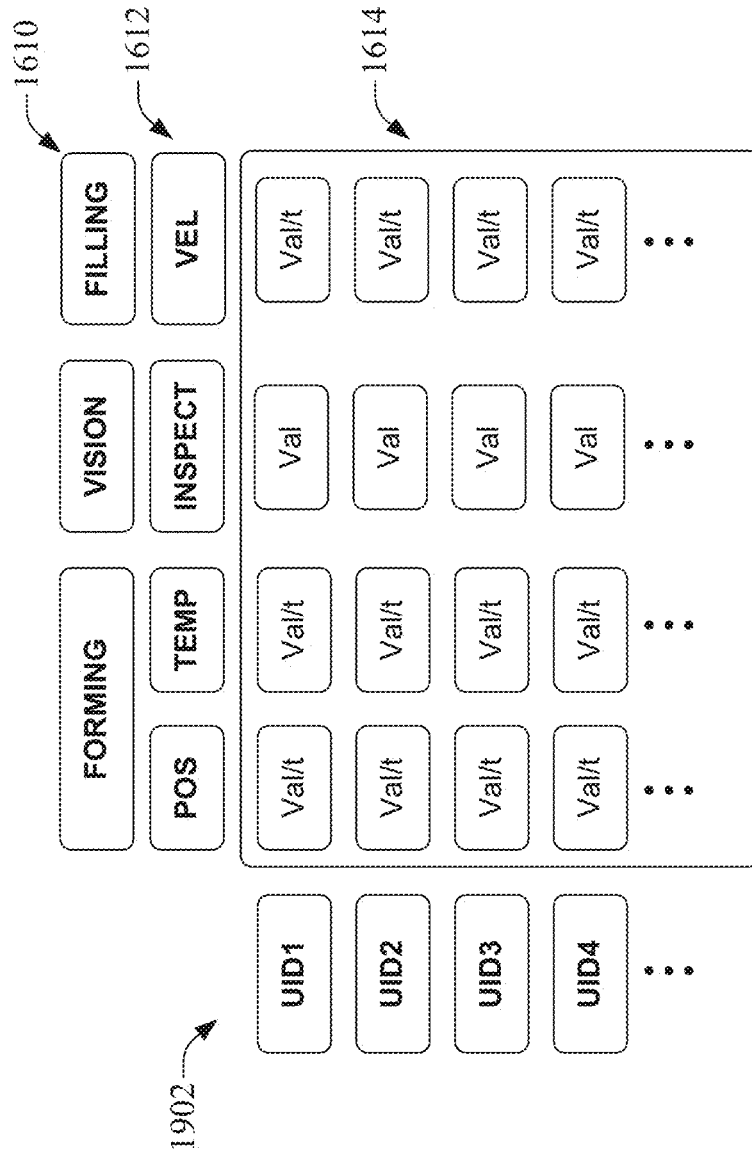 1610
FORMING VISION FILLING
1612
POS TEMP INSPECT VEL
1902
UID1 Val/t Val/t Val Val/t
1614
UID2 Val/t Val/t Val Val/t
UID3 Val/t Val/t Val Val/t
UID4 Val/t Val/t Val Val/t
... ... ... ... ...